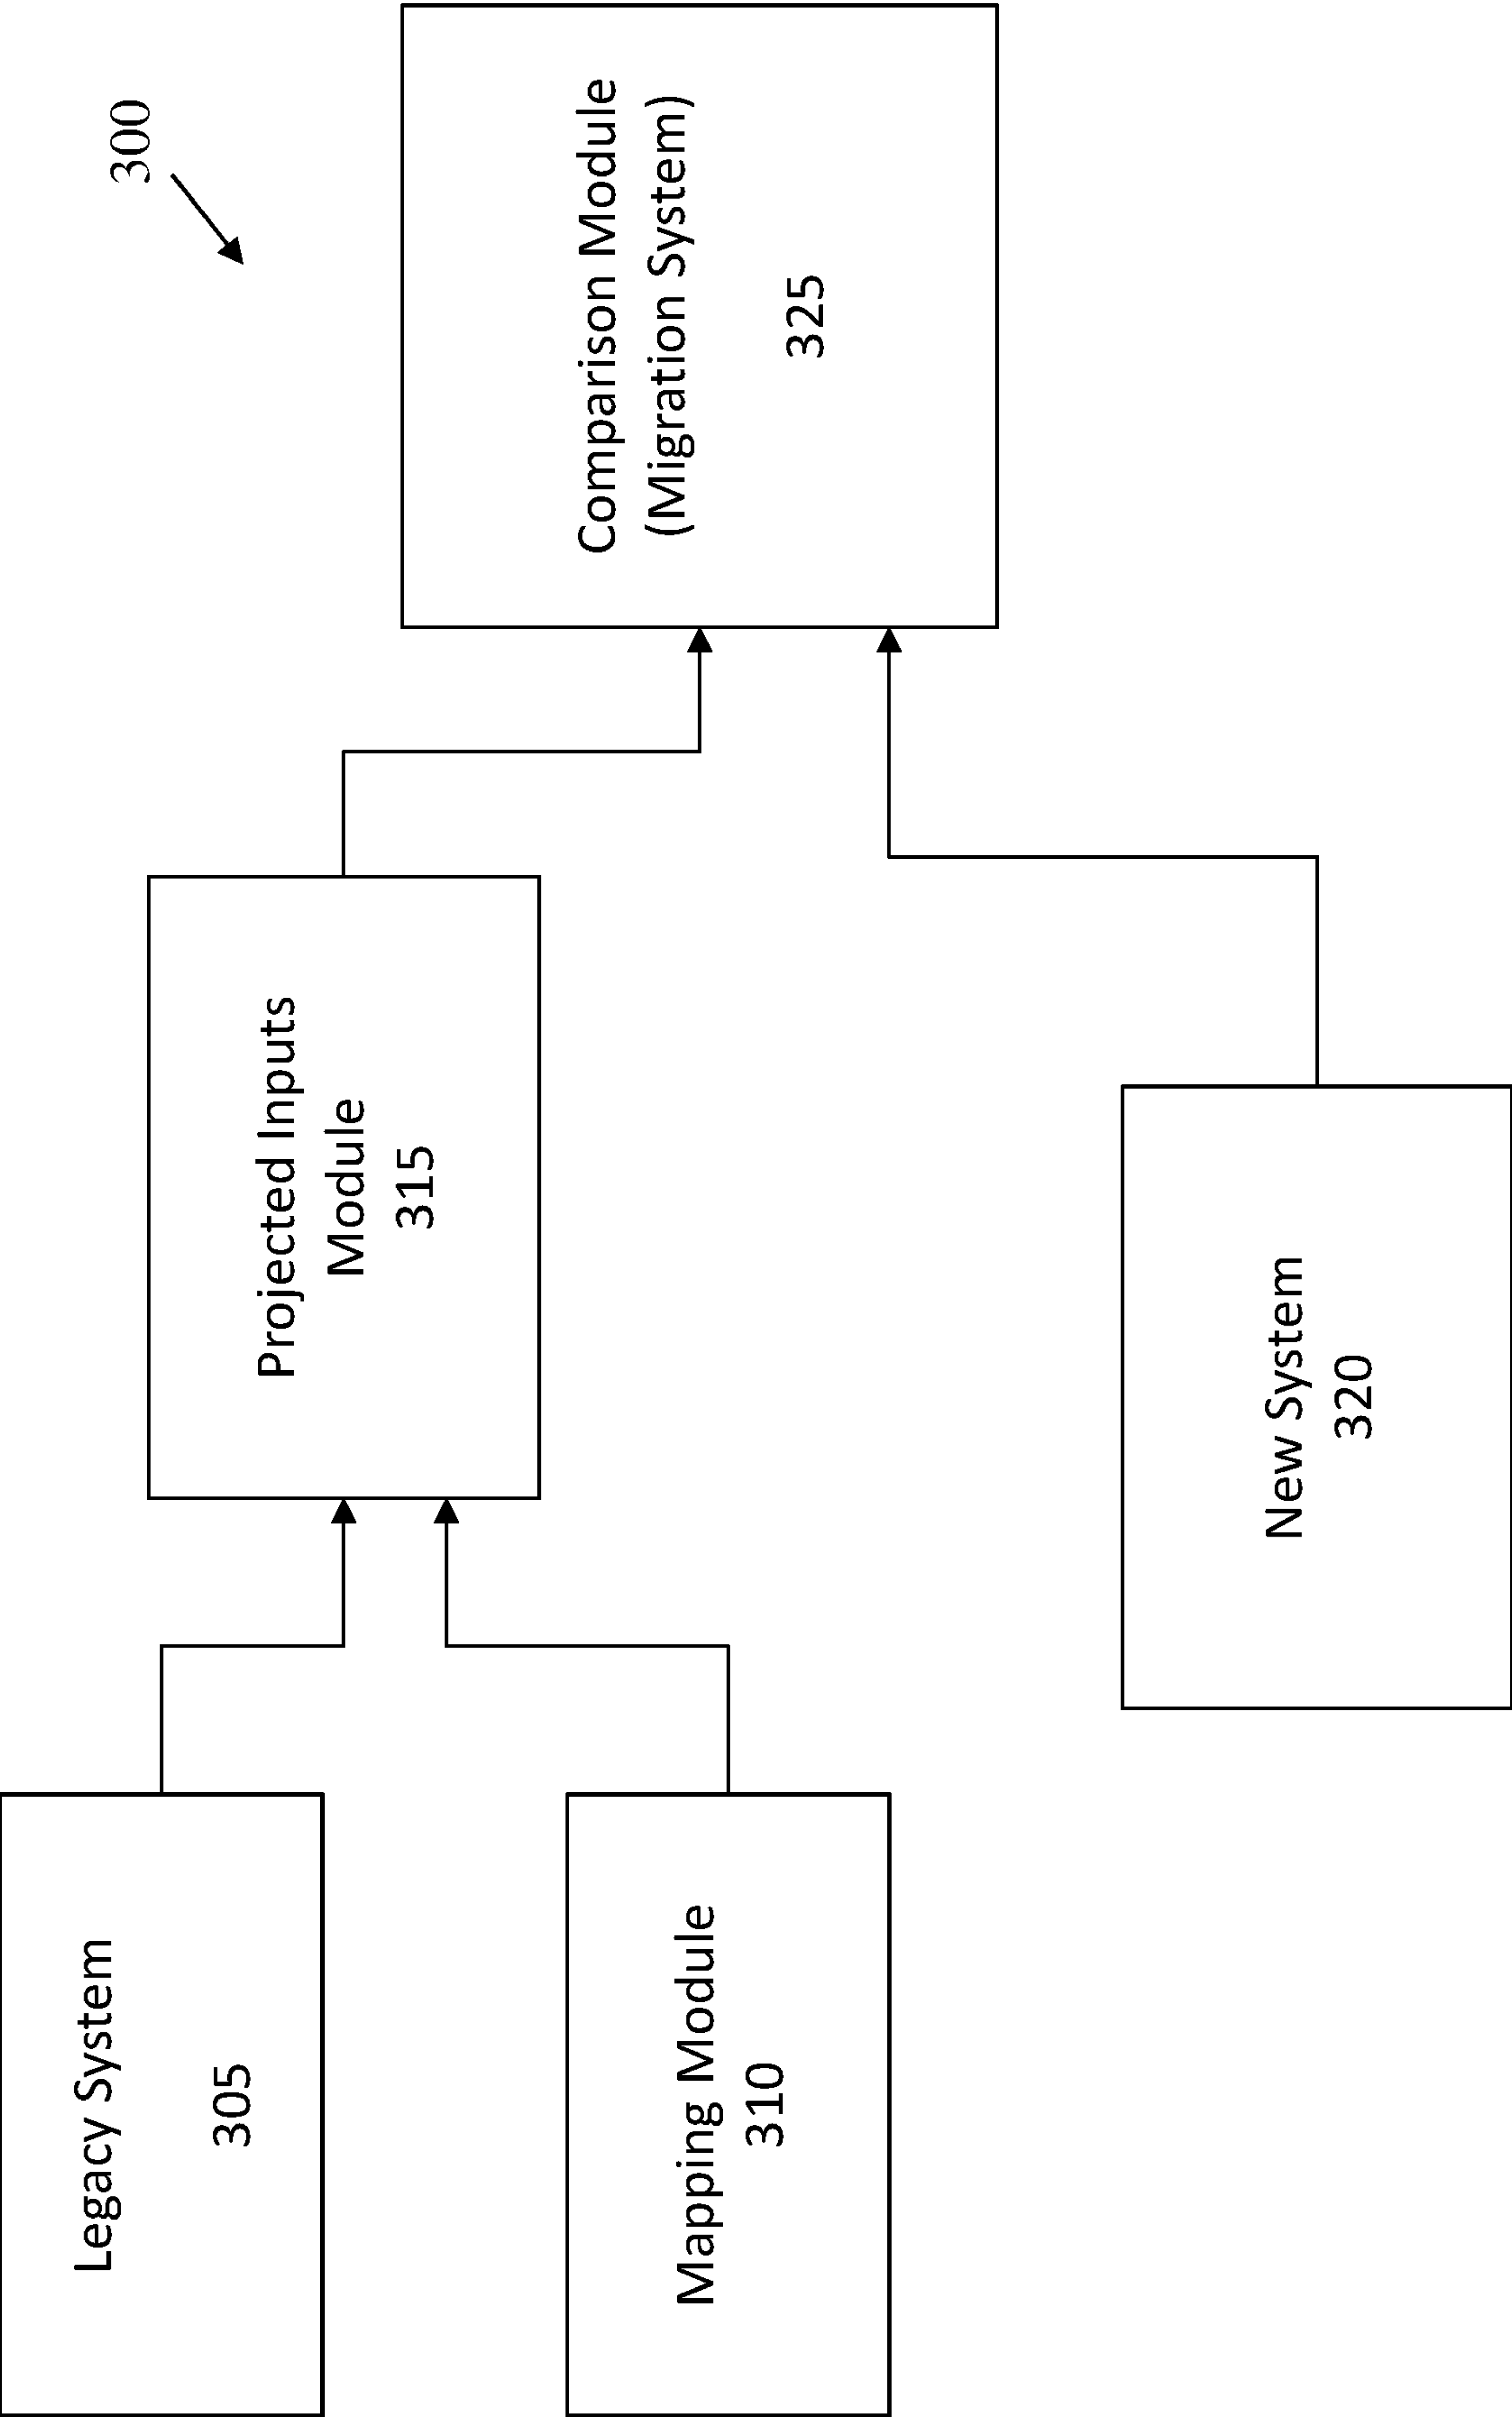 300
Legacy System
305
Mapping Module
310
Projected Inputs
Module
315
New System
320
Comparison Module
(Migration System)
325